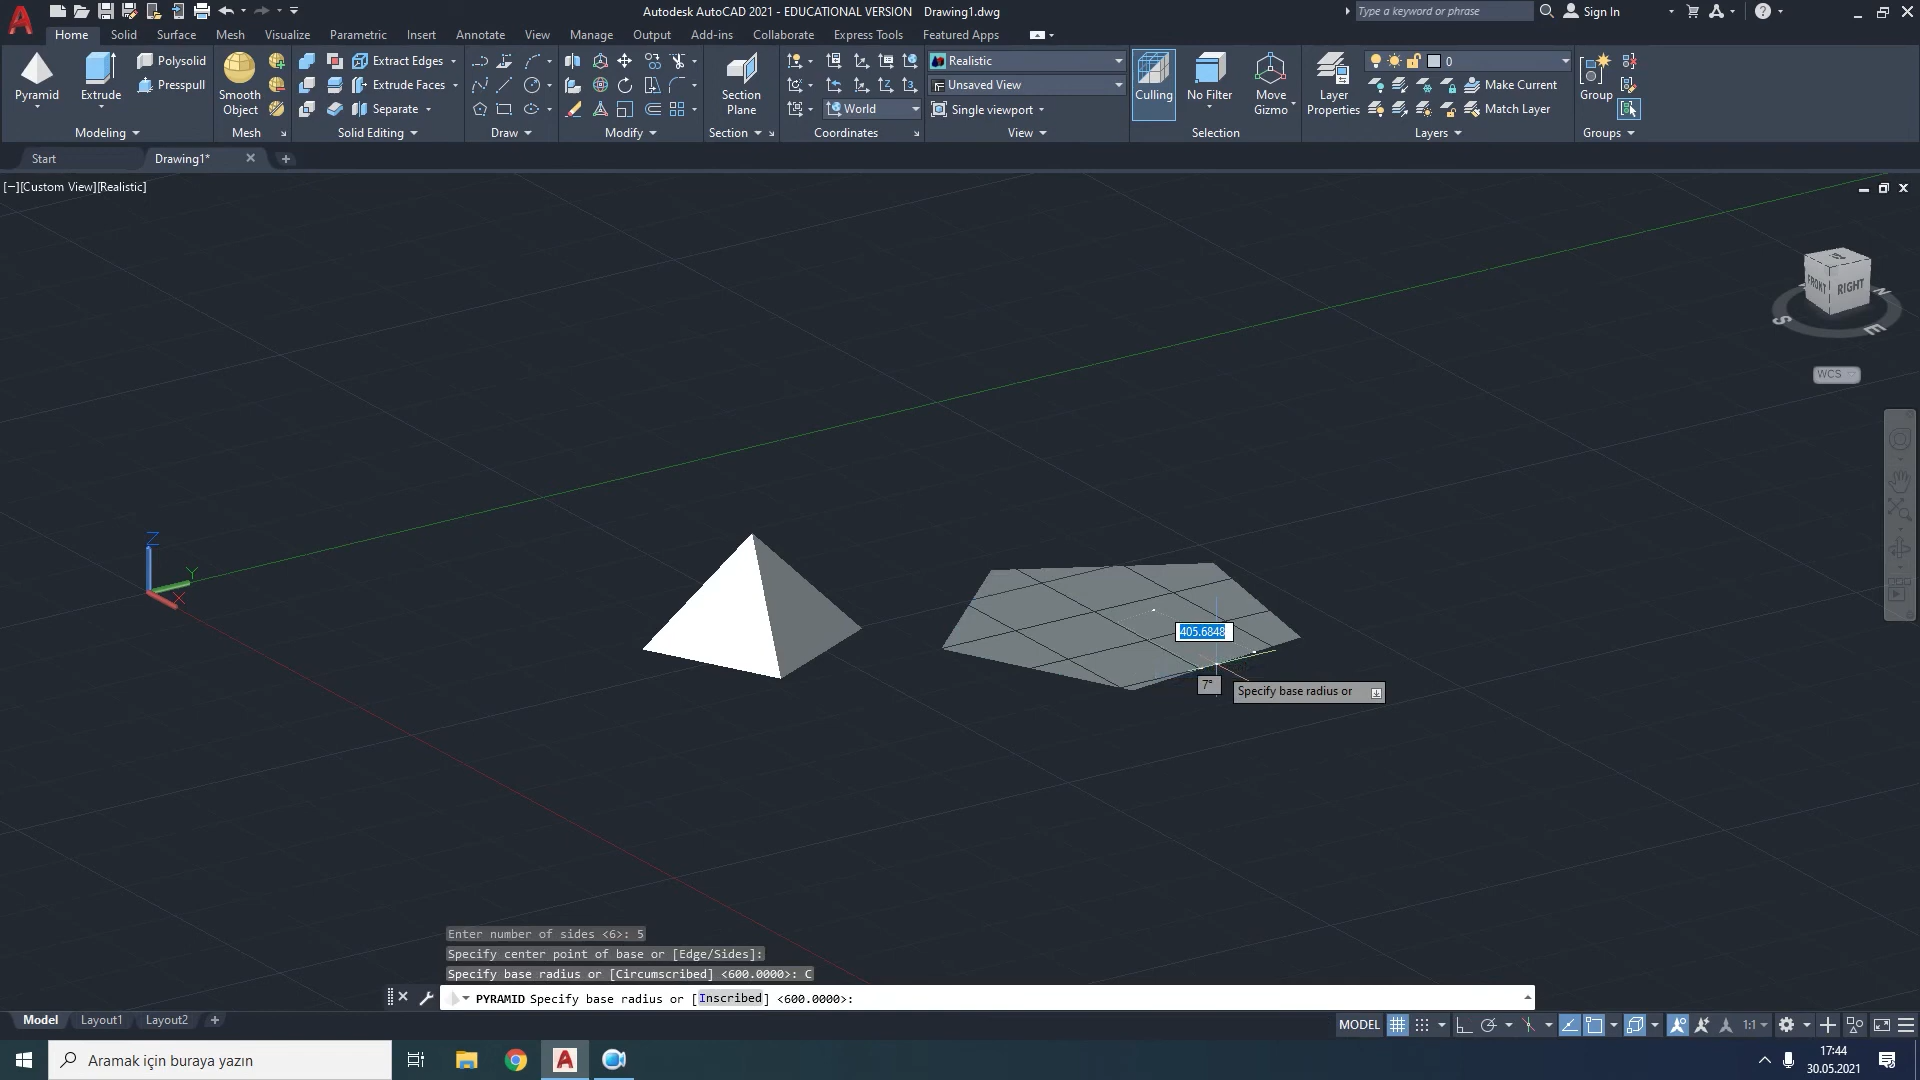 Autodesk AutoCAD 2021 - EDUCATIONAL VERSION Drawing1.dwg
Type a keyword or phrase
Sign In
Home Solid Surface Mesh Visualize Parametric Insert Annotate View Manage Output Add-ins Collaborate Express Tools Featured Apps
Pyramid
Extrude
Polysolid
Presspull
Modeling
Smooth
Object
Mesh
Extract Edges
Extrude Faces
Separate
Solid Editing
Draw
Modify
Section
Plane
Section
World
Coordinates
Realistic
Unsaved View
Single viewport
View
Culling
No Filter
Move
Gizmo
Selection
Layer
Properties
0
Make Current
Match Layer
Layers
Group
Groups
Start
Drawing1*
[−][Custom View][Realistic]
FRONT
RIGHT
S
E
N
WCS
Z
Y
X
405.6848
7°
Specify base radius or
Enter number of sides <6>: 5
Specify center point of base or [Edge/Sides]:
Specify base radius or [Circumscribed] <600.0000>: C
PYRAMID Specify base radius or [Inscribed] <600.0000>:
Model Layout1 Layout2
MODEL
1:1
Aramak için buraya yazın
17:44
30.05.2021